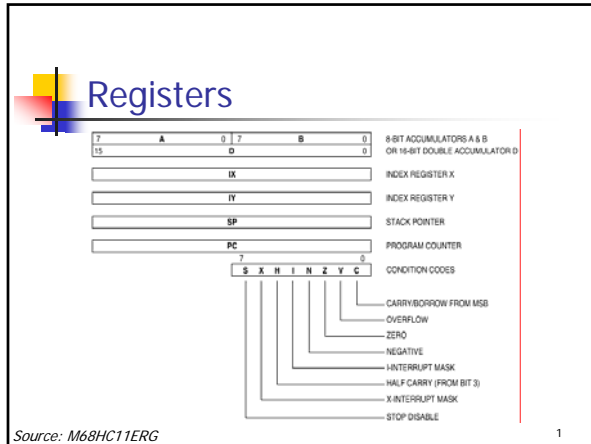 Registers
7 A 0 7 B 0 8-BIT ACCUMULATORS A & B
15 D 0 OR 16-BIT DOUBLE ACCUMULATOR D
IX INDEX REGISTER X
IY INDEX REGISTER Y
SP STACK POINTER
PC PROGRAM COUNTER
7 0
S X H I N Z V C CONDITION CODES
CARRY/BORROW FROM MSB
OVERFLOW
ZERO
NEGATIVE
I-INTERRUPT MASK
HALF CARRY (FROM BIT 3)
X-INTERRUPT MASK
STOP DISABLE
Source: M68HC11ERG 1